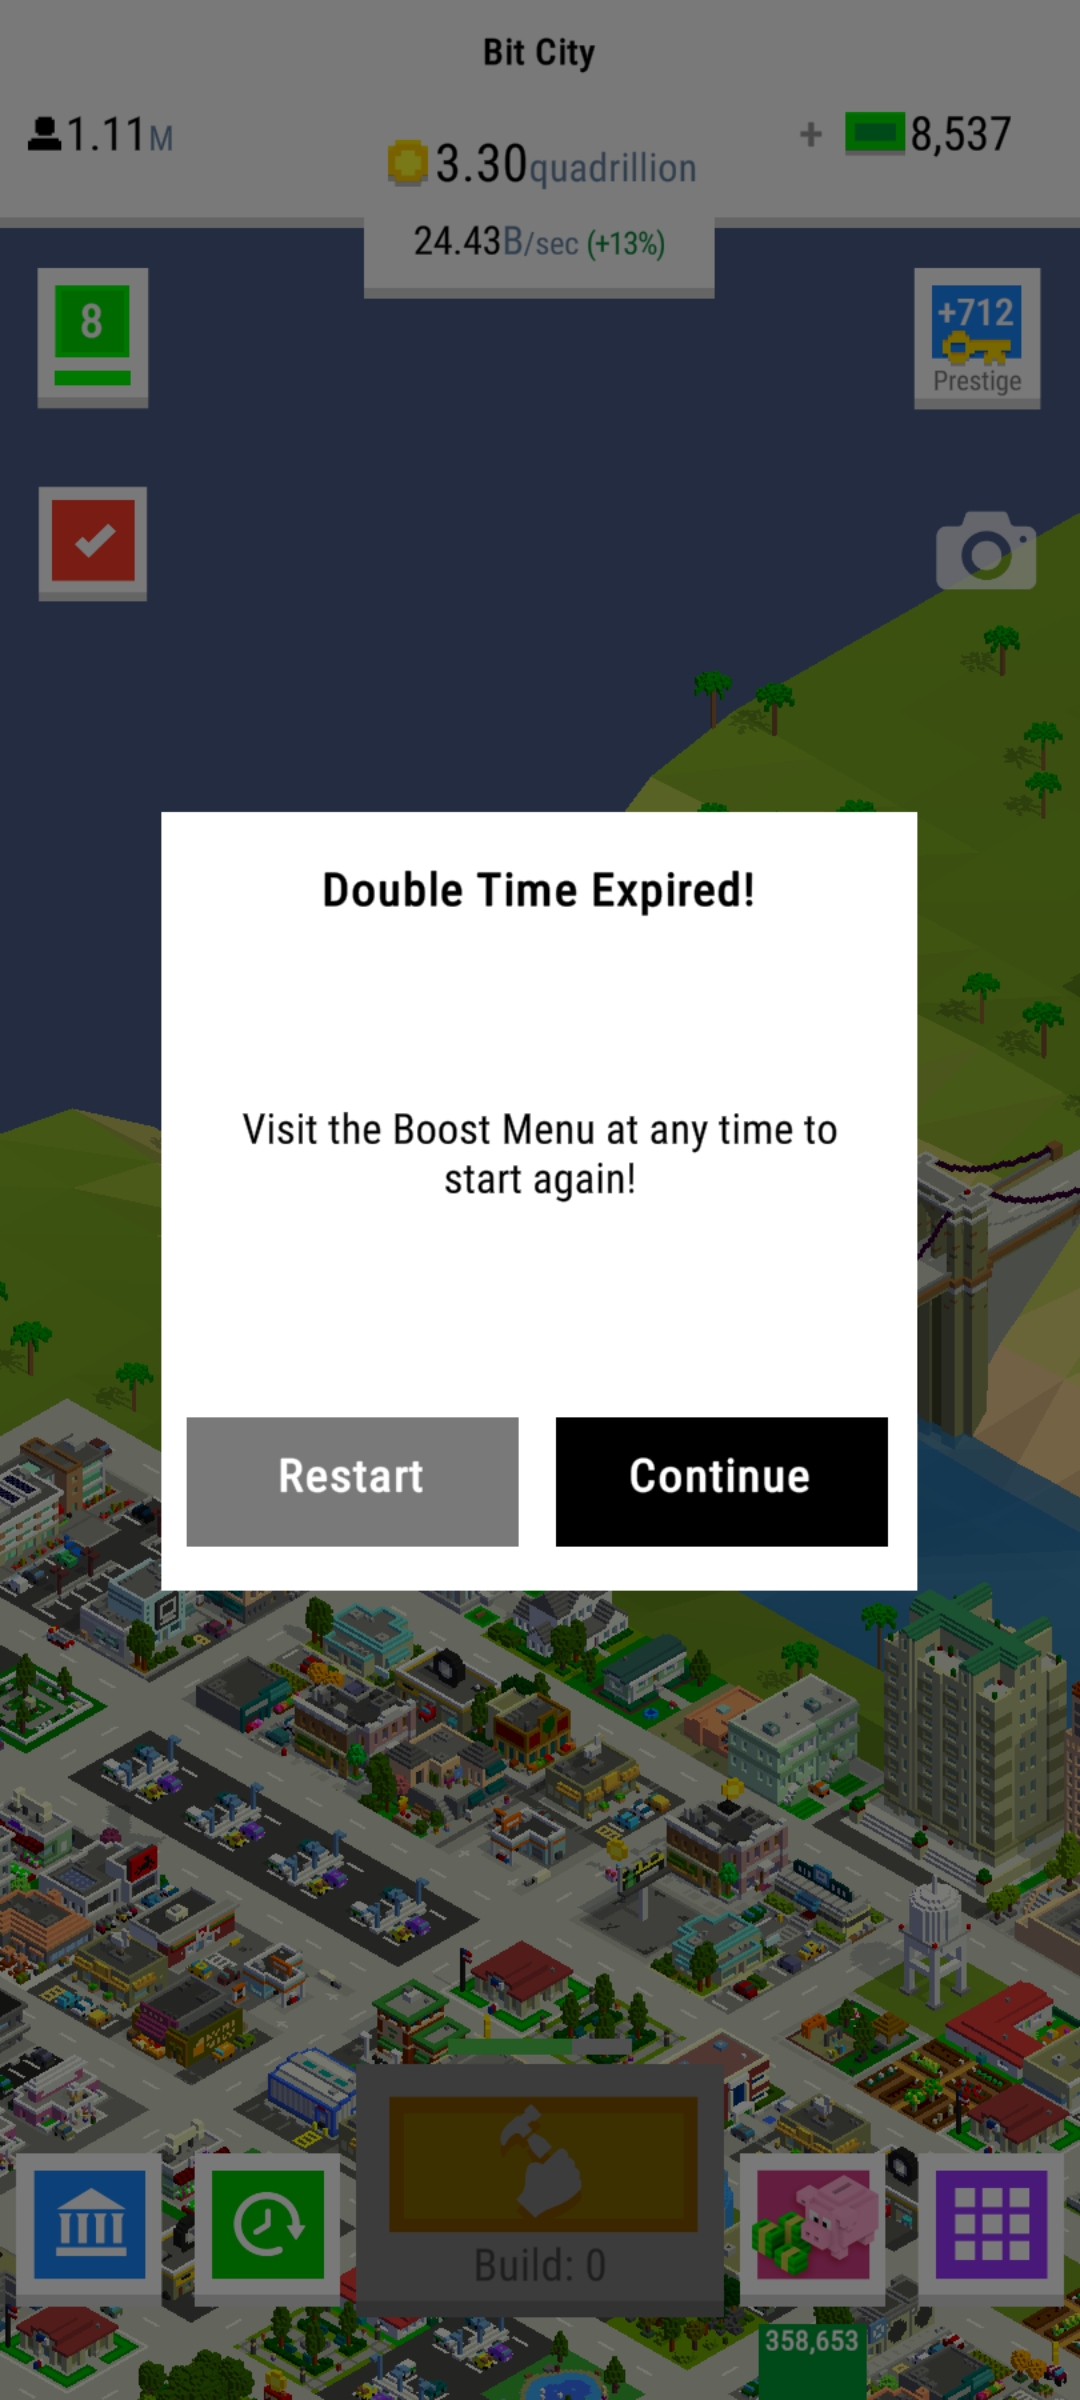 Bit City
1.11M
3.30quadrillion
+ 8,537
24.43B/sec (+13%)
8
+712
Prestige
Double Time Expired!
Visit the Boost Menu at any time to
start again!
Restart
Continue
Build: 0
358,653